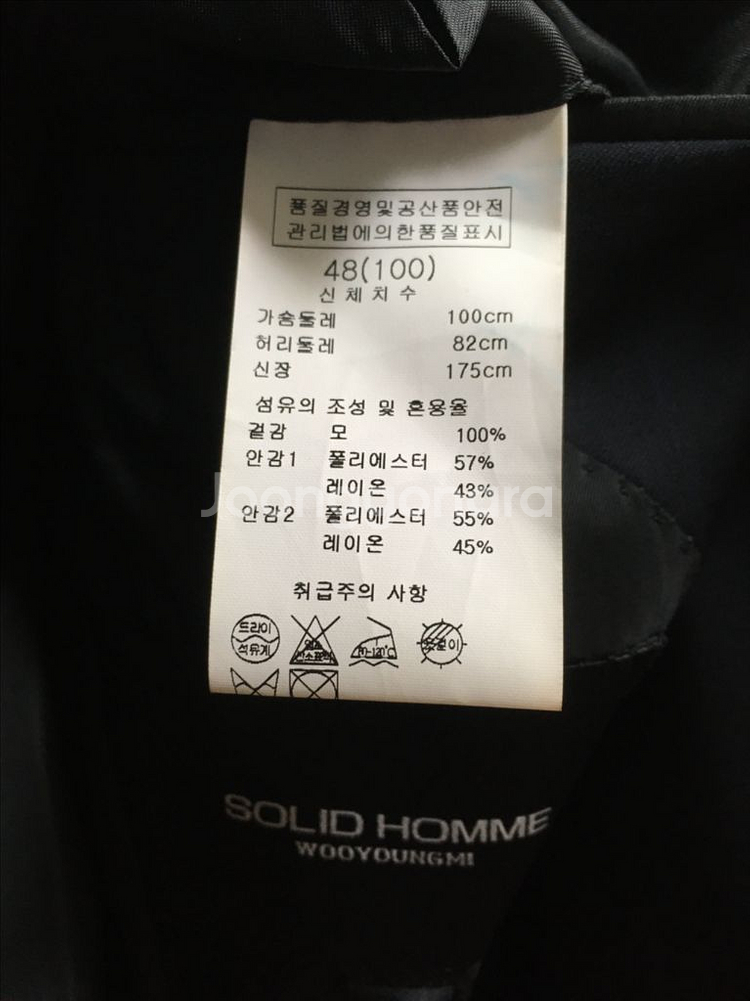 품질경영및공산품안전
관리법에의한품질표시
48(100)
신체치수
가슴둘레 100cm
허리둘레 82cm
신장 175cm
섬유의 조성 및 혼용율
겉감 모 100%
안감1 폴리에스터 57%
레이온 43%
안감2 폴리에스터 55%
레이온 45%
취급주의 사항
드라이
석유계
옷걸이
Joonggonara
SOLID HOMME
WOOYOUNGMI